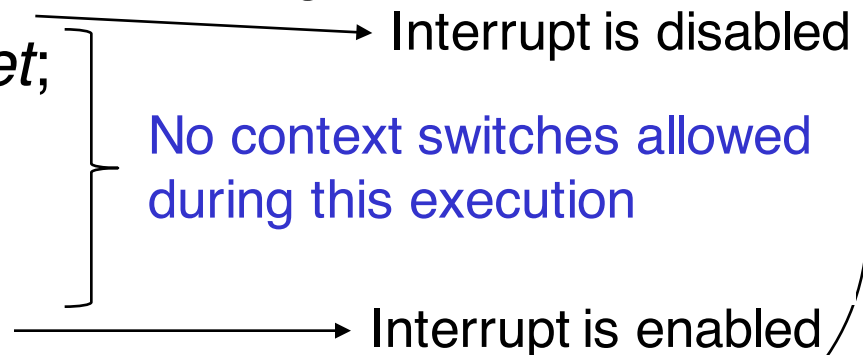 Interrupt is disabled
et;
No context switches allowed
during this execution
Interrupt is enabled